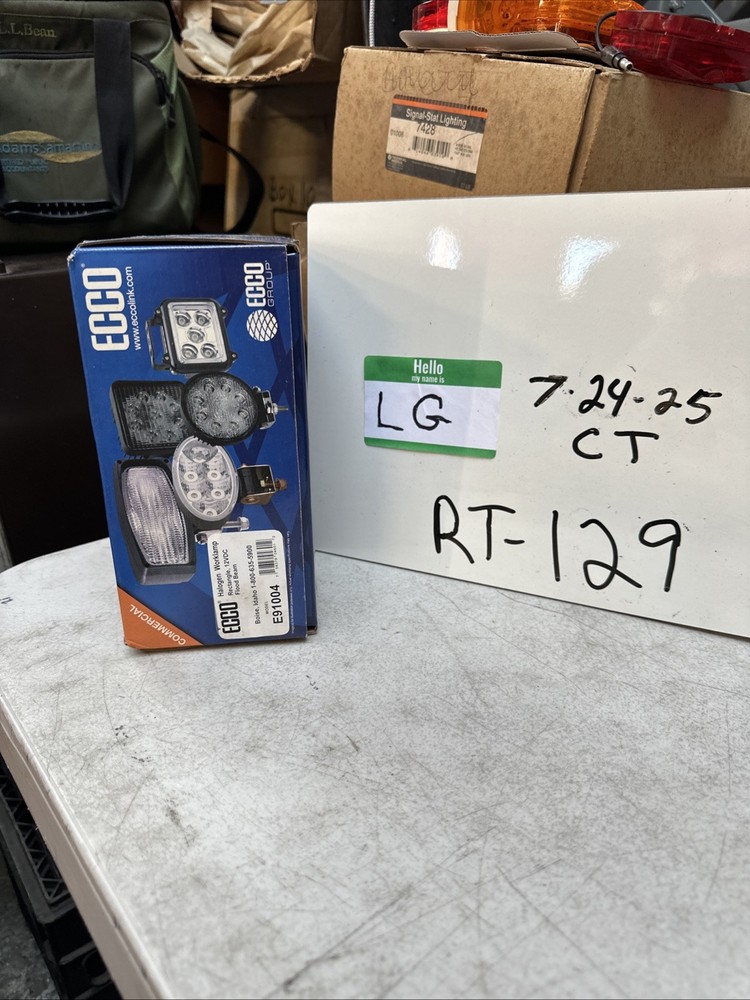 L.L.Bean
Signal-Stat Lighting
7428
ECCO
www.eccolink.com
ECCO
GROUP
COMMERCIAL
ECCO
Halogen Worklamp
Rectangle, 12VDC
Flood Beam
Boise, Idaho 1-800-635-5900
E91004
Hello
my name is
LG
7-24-25
CT
RT-129